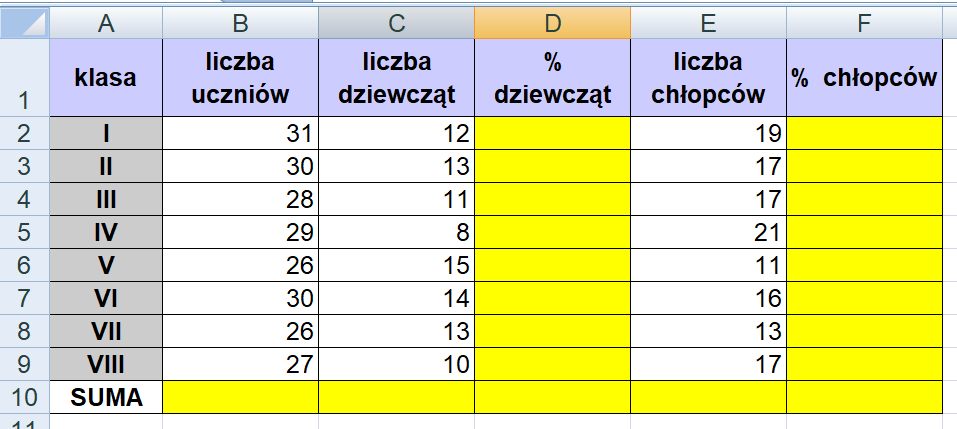 A B C D E F
1 klasa liczba uczniów liczba dziewcząt % dziewcząt liczba chłopców % chłopców
2 I 31 12 19
3 II 30 13 17
4 III 28 11 17
5 IV 29 8 21
6 V 26 15 11
7 VI 30 14 16
8 VII 26 13 13
9 VIII 27 10 17
10 SUMA
11